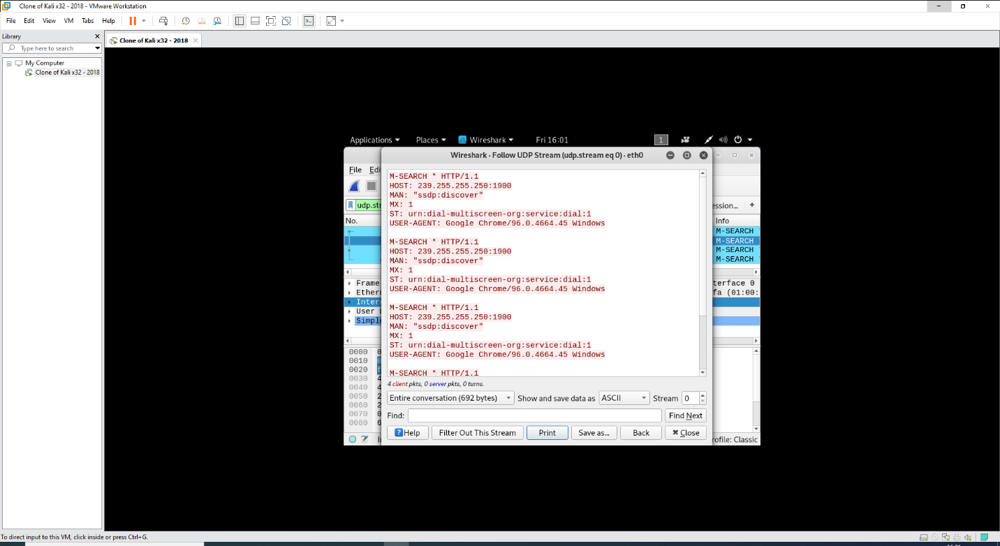 Clone of Kali x32 - 2018 - VMware Workstation
File Edit View VM Tabs Help
Library
Type here to search
My Computer
Clone of Kali x32 - 2018
Clone of Kali x32 - 2018
Applications Places Wireshark Fri 16:01 1
Wireshark · Follow UDP Stream (udp.stream eq 0) · eth0
File Edi
udp.str
ession... +
No. Info
M-SEARCH
M-SEARCH
M-SEARCH
M-SEARCH
Frame terface 0
Ether fa (01:00:
Inter
User
Simpl
0000 0
0010 0
0020 f
0030 4
0040 4
0050 2
0060 2
0070 0
0080 6
M-SEARCH * HTTP/1.1
HOST: 239.255.255.250:1900
MAN: "ssdp:discover"
MX: 1
ST: urn:dial-multiscreen-org:service:dial:1
USER-AGENT: Google Chrome/96.0.4664.45 Windows
M-SEARCH * HTTP/1.1
HOST: 239.255.255.250:1900
MAN: "ssdp:discover"
MX: 1
ST: urn:dial-multiscreen-org:service:dial:1
USER-AGENT: Google Chrome/96.0.4664.45 Windows
M-SEARCH * HTTP/1.1
HOST: 239.255.255.250:1900
MAN: "ssdp:discover"
MX: 1
ST: urn:dial-multiscreen-org:service:dial:1
USER-AGENT: Google Chrome/96.0.4664.45 Windows
M-SEARCH * HTTP/1.1
4 client pkts, 0 server pkts, 0 turns.
Entire conversation (692 bytes) Show and save data as ASCII Stream 0
Find: Find Next
Help Filter Out This Stream Print Save as... Back Close
rofile: Classic
To direct input to this VM, click inside or press Ctrl+G.